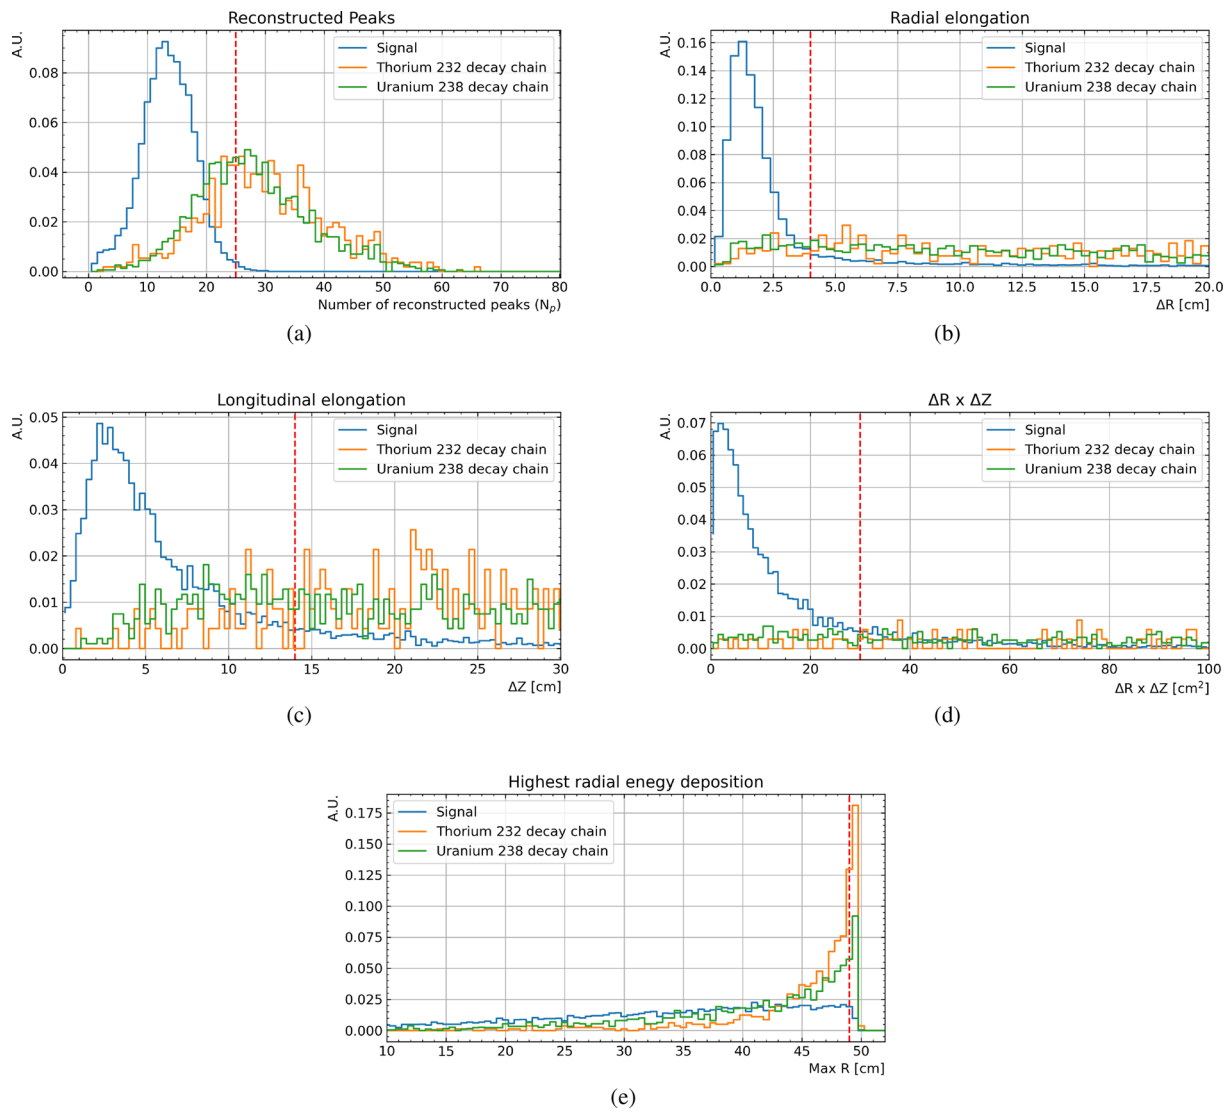 Reconstructed Peaks
A.U.
Signal
Thorium 232 decay chain
Uranium 238 decay chain
0.08
0.06
0.04
0.02
0.00
0 10 20 30 40 50 60 70 80
Number of reconstructed peaks (Np)
(a)
Radial elongation
A.U.
Signal
Thorium 232 decay chain
Uranium 238 decay chain
0.16
0.14
0.12
0.10
0.08
0.06
0.04
0.02
0.00
0.0 2.5 5.0 7.5 10.0 12.5 15.0 17.5 20.0
ΔR [cm]
(b)
Longitudinal elongation
A.U.
Signal
Thorium 232 decay chain
Uranium 238 decay chain
0.05
0.04
0.03
0.02
0.01
0.00
0 5 10 15 20 25 30
ΔZ [cm]
(c)
ΔR x ΔZ
A.U.
Signal
Thorium 232 decay chain
Uranium 238 decay chain
0.07
0.06
0.05
0.04
0.03
0.02
0.01
0.00
0 20 40 60 80 100
ΔR x ΔZ [cm²]
(d)
Highest radial enegy deposition
A.U.
Signal
Thorium 232 decay chain
Uranium 238 decay chain
0.175
0.150
0.125
0.100
0.075
0.050
0.025
0.000
10 15 20 25 30 35 40 45 50
Max R [cm]
(e)